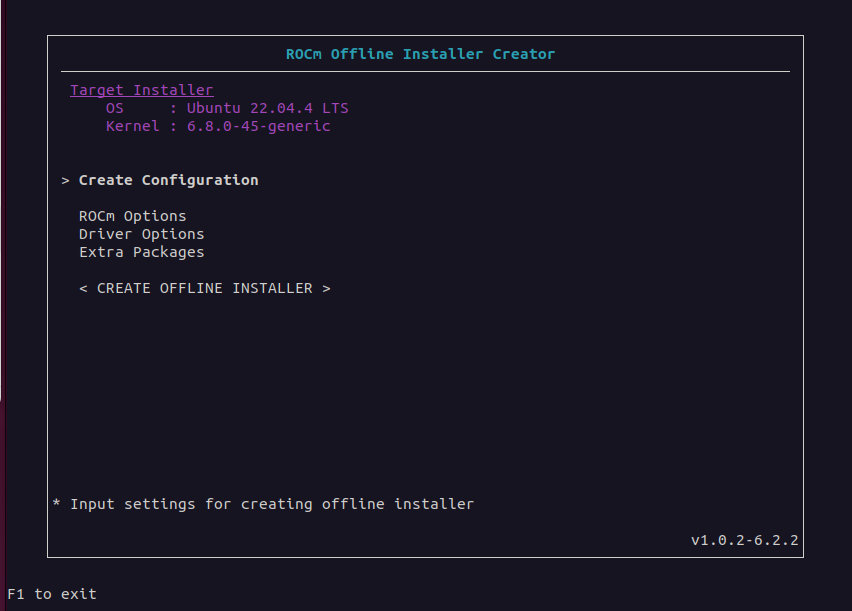 ROCm Offline Installer Creator
Target Installer
OS : Ubuntu 22.04.4 LTS
Kernel : 6.8.0-45-generic
> Create Configuration
ROCm Options
Driver Options
Extra Packages
< CREATE OFFLINE INSTALLER >
* Input settings for creating offline installer
v1.0.2-6.2.2
F1 to exit